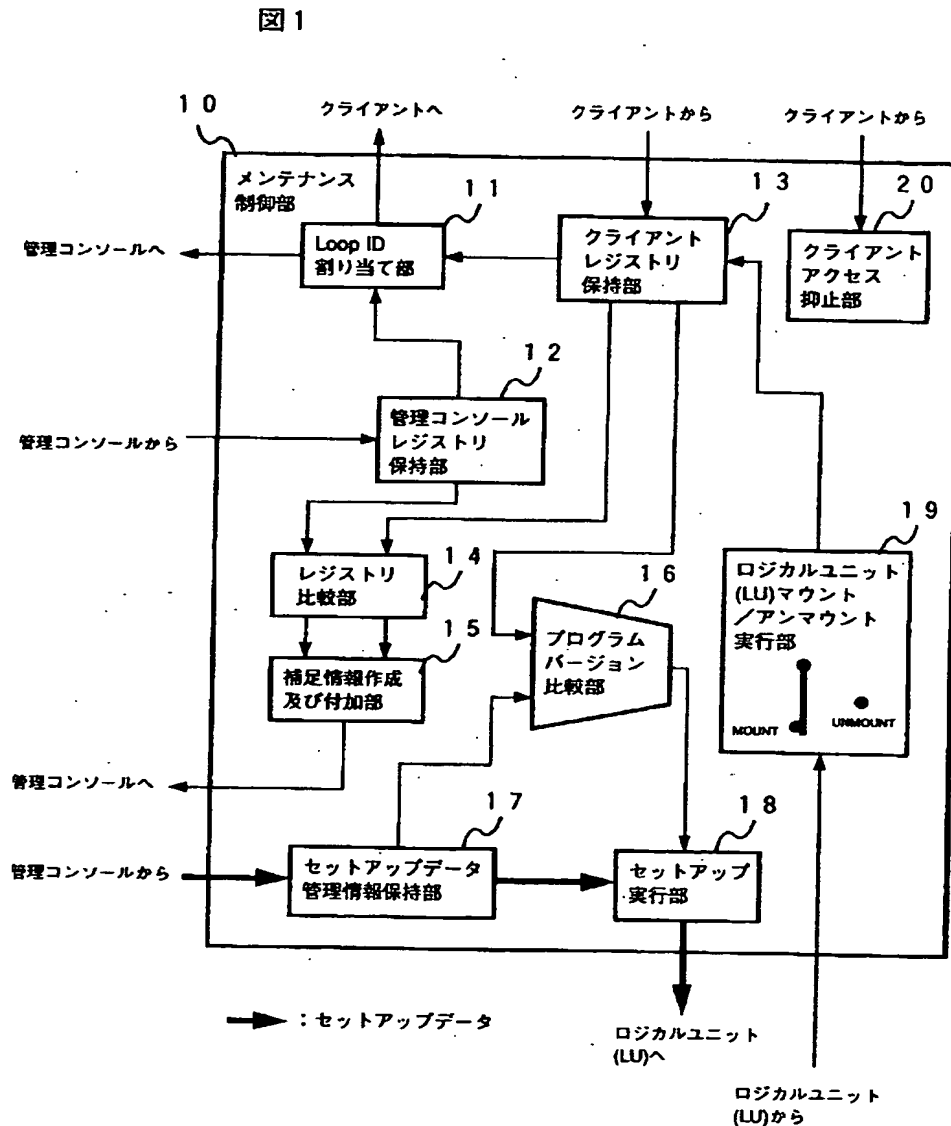 図1
10
クライアントへ
クライアントから
クライアントから
メンテナンス
制御部
11
13
20
管理コンソールへ
Loop ID
割り当て部
クライアント
レジストリ
保持部
クライアント
アクセス
抑止部
12
管理コンソールから
管理コンソール
レジストリ
保持部
19
レジストリ
比較部
14
16
ロジカルユニット
(LU)マウント
/アンマウント
実行部
MOUNT
UNMOUNT
15
プログラム
バージョン
比較部
補足情報作成
及び付加部
管理コンソールへ
17
18
管理コンソールから
セットアップデータ
管理情報保持部
セットアップ
実行部
:セットアップデータ
ロジカルユニット
(LU)へ
ロジカルユニット
(LU)から